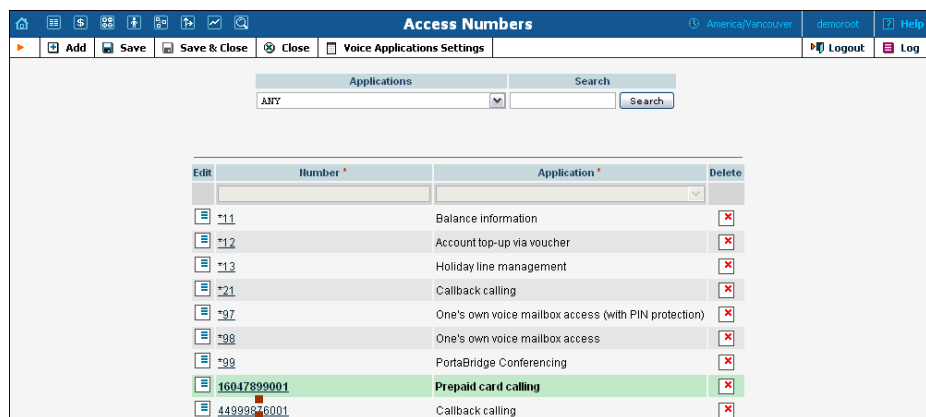 Access Numbers America/Vancouver demoroot ? Help
Add Save Save & Close Close Voice Applications Settings Logout Log
Applications Search
ANY Search
Edit Number * Application * Delete
*11 Balance information
*12 Account top-up via voucher
*13 Holiday line management
*21 Callback calling
*97 One's own voice mailbox access (with PIN protection)
*98 One's own voice mailbox access
*99 PortaBridge Conferencing
16047899001 Prepaid card calling
44999876001 Callback calling